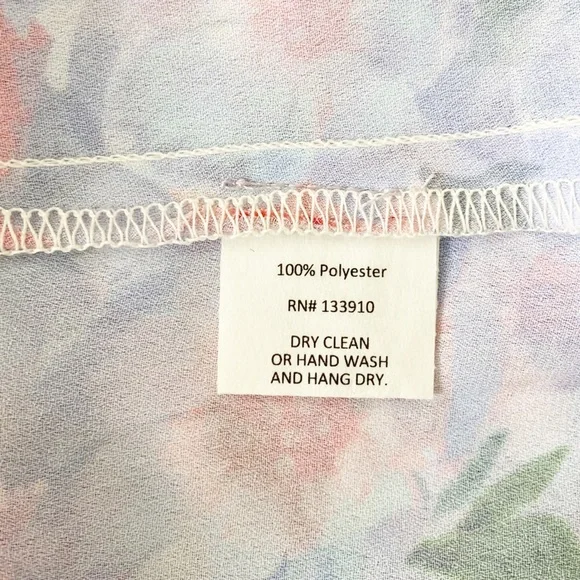 100% Polyester
RN# 133910
DRY CLEAN
OR HAND WASH
AND HANG DRY.